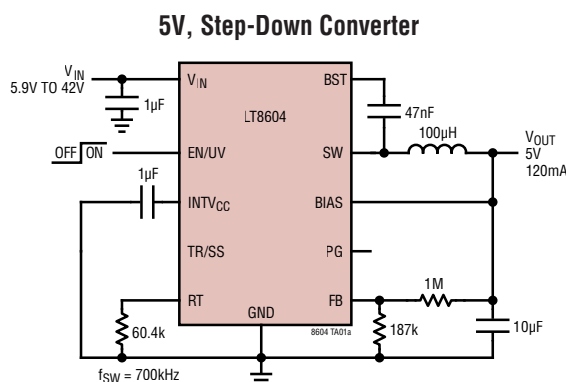 5V, Step-Down Converter
VIN
5.9V TO 42V
1µF
VIN
BST
LT8604
47nF
100µH
OFF ON
EN/UV
SW
VOUT
5V
120mA
1µF
INTVCC
BIAS
TR/SS
PG
RT
GND
FB
1M
60.4k
187k
10µF
8604 TA01a
fSW = 700kHz